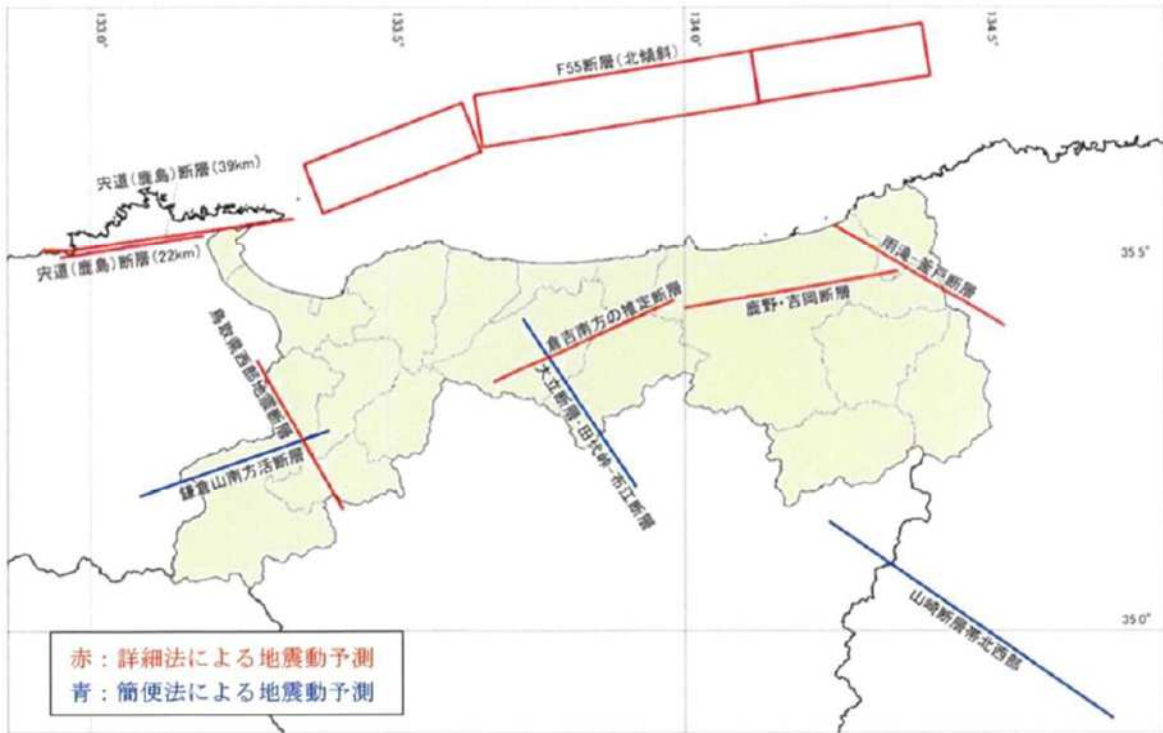 133.0°
133.5°
134.0°
134.5°
F55断層(北傾斜)
宍道(鹿島)断層(39km)
宍道(鹿島)断層(22km)
35.5°
雨滝-釜戸断層
鹿野・吉岡断層
倉吉南方の推定断層
鳥取県西部地震断層
大立断層・田代峠-布江断層
鎌倉山南方活断層
山崎断層帯北西部
35.0°
赤：詳細法による地震動予測
青：簡便法による地震動予測